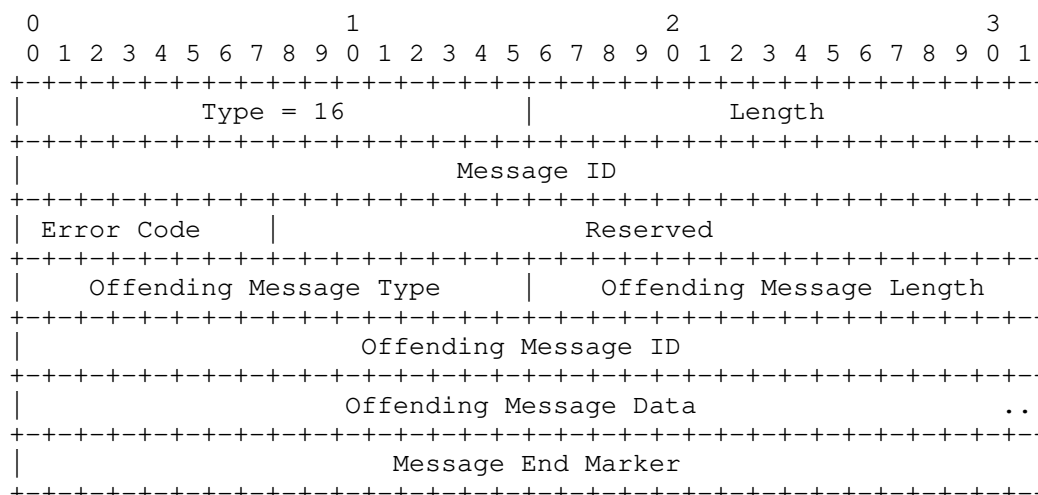 0                   1                   2                   3
 0 1 2 3 4 5 6 7 8 9 0 1 2 3 4 5 6 7 8 9 0 1 2 3 4 5 6 7 8 9 0 1
+-+-+-+-+-+-+-+-+-+-+-+-+-+-+-+-+-+-+-+-+-+-+-+-+-+-+-+-+-+-+-+-+-
|           Type = 16           |            Length
+-+-+-+-+-+-+-+-+-+-+-+-+-+-+-+-+-+-+-+-+-+-+-+-+-+-+-+-+-+-+-+-+-
|                           Message ID
+-+-+-+-+-+-+-+-+-+-+-+-+-+-+-+-+-+-+-+-+-+-+-+-+-+-+-+-+-+-+-+-+-
| Error Code    |                   Reserved
+-+-+-+-+-+-+-+-+-+-+-+-+-+-+-+-+-+-+-+-+-+-+-+-+-+-+-+-+-+-+-+-+-
|    Offending Message Type     |    Offending Message Length
+-+-+-+-+-+-+-+-+-+-+-+-+-+-+-+-+-+-+-+-+-+-+-+-+-+-+-+-+-+-+-+-+-
|                     Offending Message ID
+-+-+-+-+-+-+-+-+-+-+-+-+-+-+-+-+-+-+-+-+-+-+-+-+-+-+-+-+-+-+-+-+-
|                    Offending Message Data                   ..
+-+-+-+-+-+-+-+-+-+-+-+-+-+-+-+-+-+-+-+-+-+-+-+-+-+-+-+-+-+-+-+-+-
|                       Message End Marker
+-+-+-+-+-+-+-+-+-+-+-+-+-+-+-+-+-+-+-+-+-+-+-+-+-+-+-+-+-+-+-+-+-